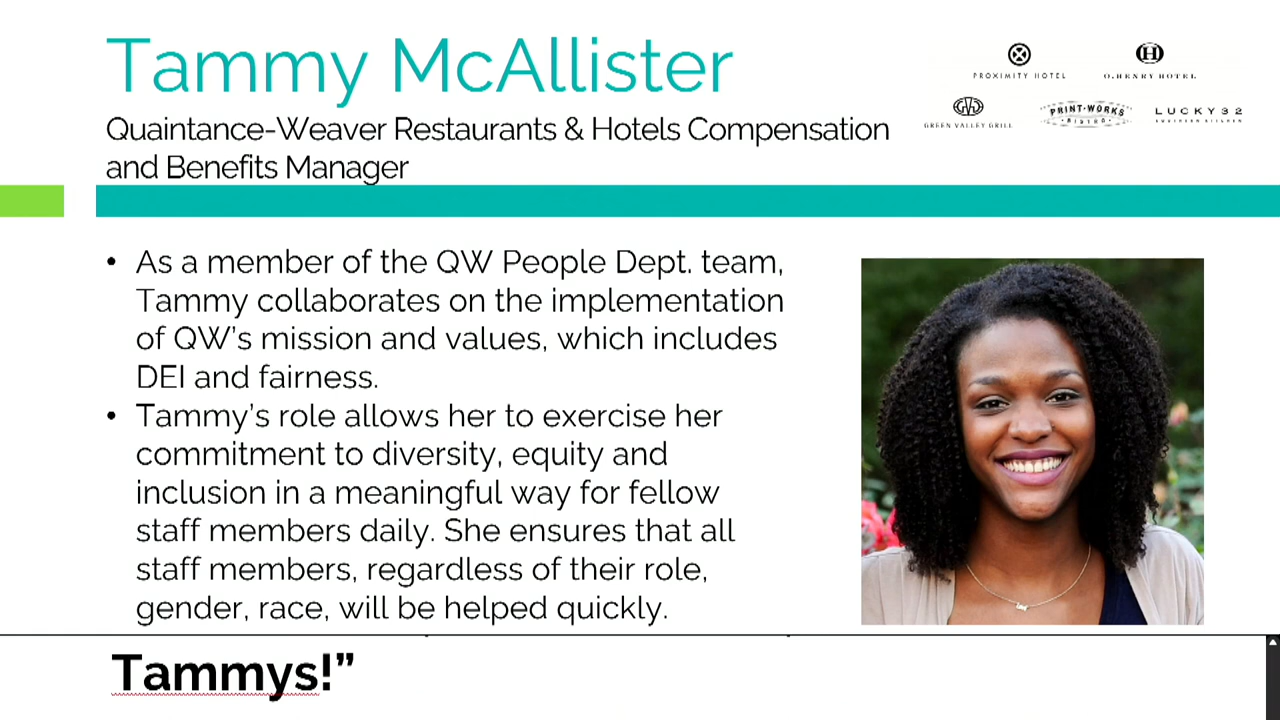 Tammy McAllister
Quaintance-Weaver Restaurants & Hotels Compensation
and Benefits Manager
PROXIMITY HOTEL
O.HENRY HOTEL
GREEN VALLEY GRILL
PRINT·WORKS
BISTRO
LUCKY32
• As a member of the QW People Dept. team,
Tammy collaborates on the implementation
of QW's mission and values, which includes
DEI and fairness.
• Tammy's role allows her to exercise her
commitment to diversity, equity and
inclusion in a meaningful way for fellow
staff members daily. She ensures that all
staff members, regardless of their role,
gender, race, will be helped quickly.
Tammys!”